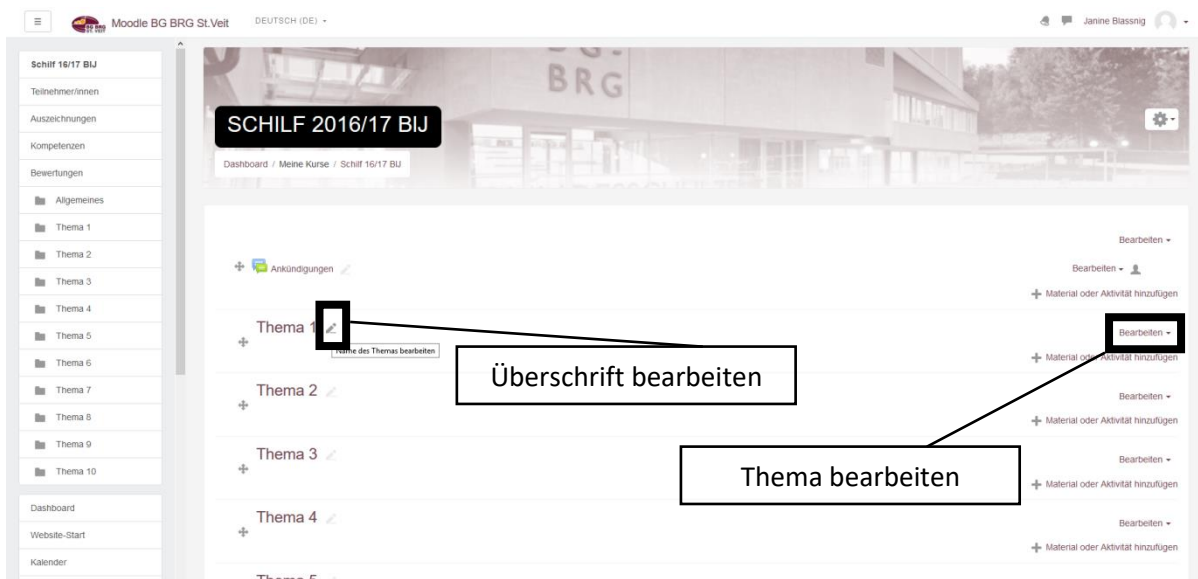 Moodle BG BRG St.Veit
DEUTSCH (DE)
Janine Blassnig
Schilf 16/17 BIJ
Teilnehmer/innen
Auszeichnungen
Kompetenzen
Bewertungen
Allgemeines
Thema 1
Thema 2
Thema 3
Thema 4
Thema 5
Thema 6
Thema 7
Thema 8
Thema 9
Thema 10
Dashboard
Website-Start
Kalender
BG-
BRG
SCHILF 2016/17 BIJ
Dashboard / Meine Kurse / Schilf 16/17 BIJ
Bearbeiten
Ankündigungen
Bearbeiten
Material oder Aktivität hinzufügen
Thema 1
Bearbeiten
Name des Themas bearbeiten
Material oder Aktivität hinzufügen
Überschrift bearbeiten
Thema 2
Bearbeiten
Material oder Aktivität hinzufügen
Thema 3
Bearbeiten
Thema bearbeiten
Material oder Aktivität hinzufügen
Thema 4
Bearbeiten
Material oder Aktivität hinzufügen
Thema 5